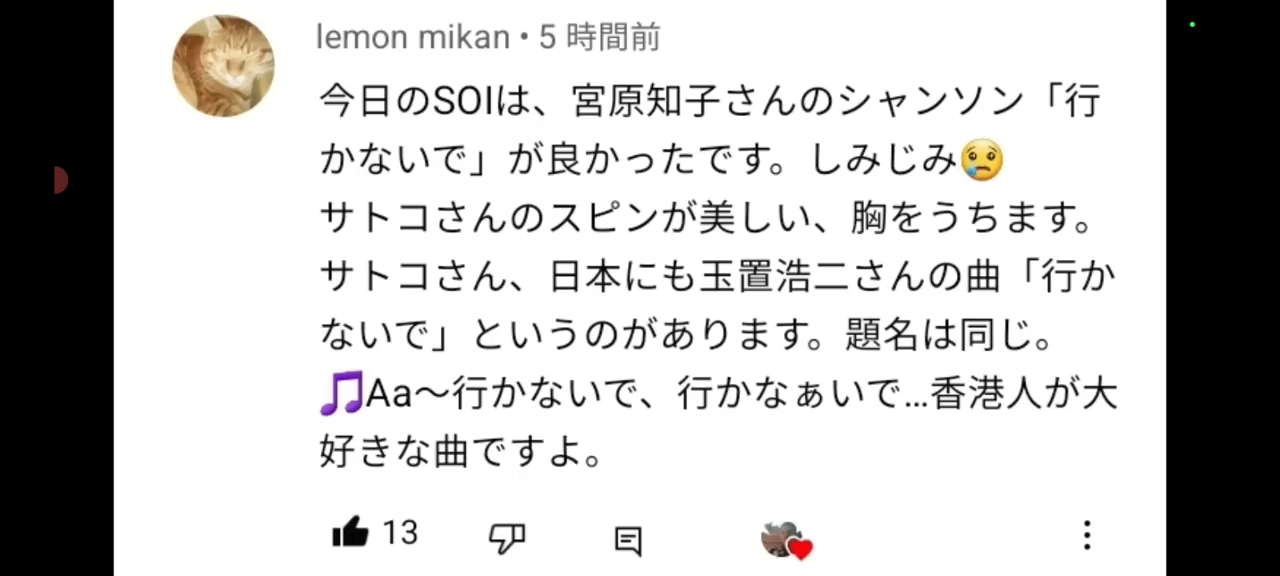 lemon mikan • 5 時間前
今日のSOIは、宮原知子さんのシャンソン「行
かないで」が良かったです。しみじみ😢
サトコさんのスピンが美しい、胸をうちます。
サトコさん、日本にも玉置浩二さんの曲「行か
ないで」というのがあります。題名は同じ。
🎵Aa〜行かないで、行かなぁいで…香港人が大
好きな曲ですよ。
13